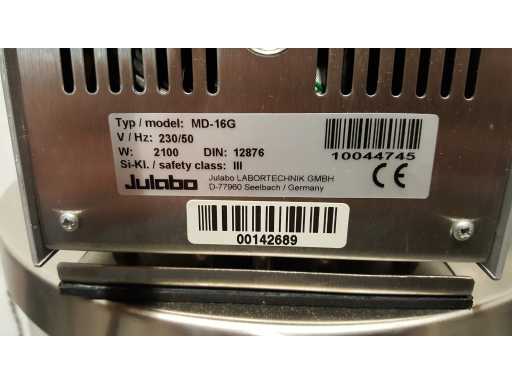 Typ / model: MD-16G
V / Hz: 230/50
W: 2100 DIN: 12876
Si-Kl. / safety class: III
Julabo
Julabo LABORTECHNIK GMBH
D-77960 Seelbach / Germany
10044745
CE
00142689